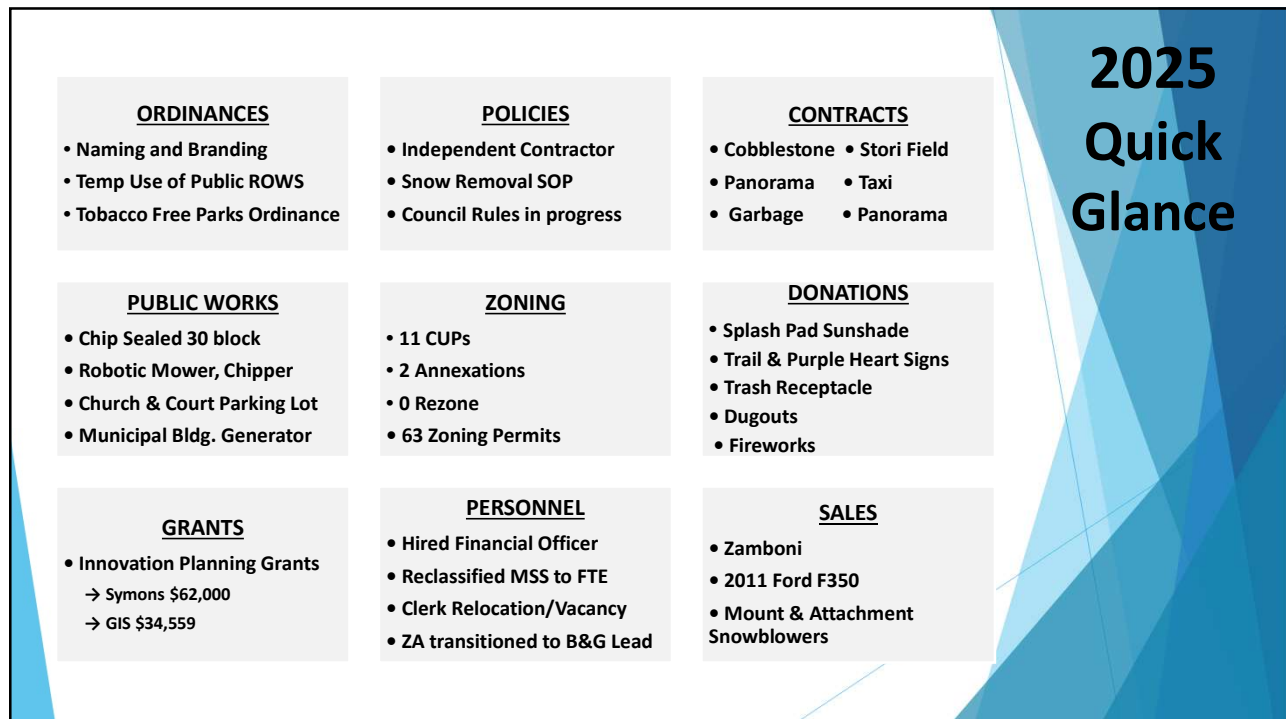 2025
Quick
Glance
ORDINANCES
• Naming and Branding
• Temp Use of Public ROWS
• Tobacco Free Parks Ordinance
POLICIES
• Independent Contractor
• Snow Removal SOP
• Council Rules in progress
CONTRACTS
• Cobblestone • Stori Field
• Panorama • Taxi
• Garbage • Panorama
PUBLIC WORKS
• Chip Sealed 30 block
• Robotic Mower, Chipper
• Church & Court Parking Lot
• Municipal Bldg. Generator
ZONING
• 11 CUPs
• 2 Annexations
• 0 Rezone
• 63 Zoning Permits
DONATIONS
• Splash Pad Sunshade
• Trail & Purple Heart Signs
• Trash Receptacle
• Dugouts
• Fireworks
GRANTS
• Innovation Planning Grants
→ Symons $62,000
→ GIS $34,559
PERSONNEL
• Hired Financial Officer
• Reclassified MSS to FTE
• Clerk Relocation/Vacancy
• ZA transitioned to B&G Lead
SALES
• Zamboni
• 2011 Ford F350
• Mount & Attachment
Snowblowers